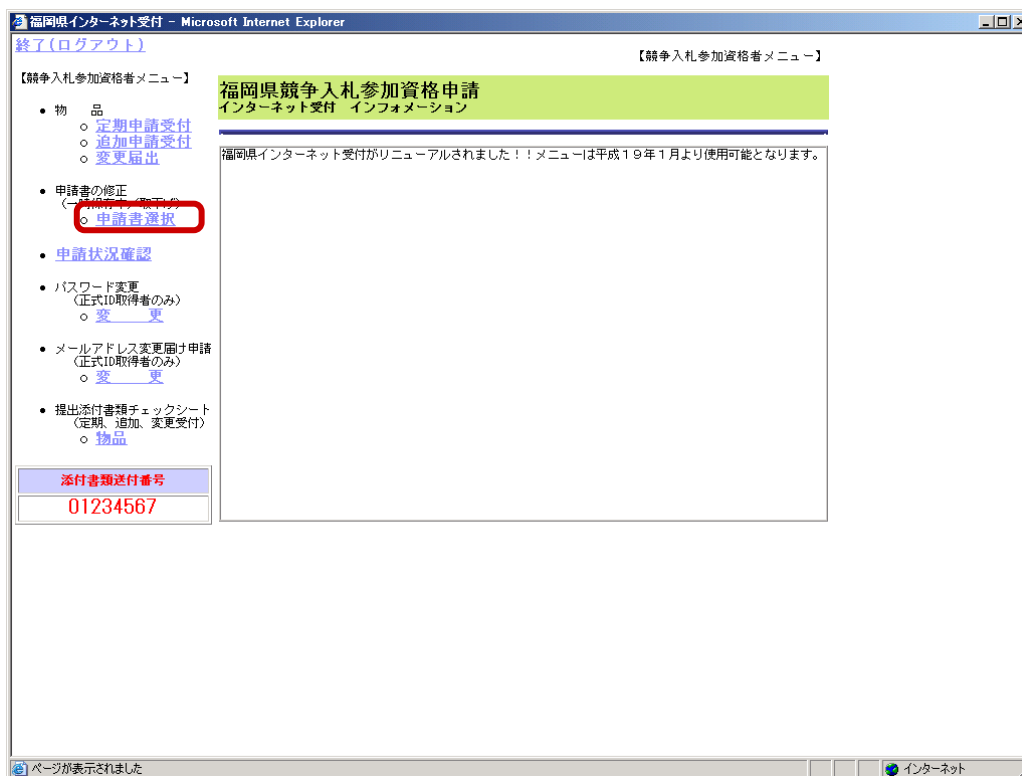 福岡県インターネット受付 - Microsoft Internet Explorer
終了(ログアウト)
【競争入札参加資格者メニュー】
物　品
定期申請受付
追加申請受付
変更届出
申請書の修正
(一時保存中/取下げ)
申請書選択
申請状況確認
パスワード変更
(正式ID取得者のみ)
変　　更
メールアドレス変更届け申請
(正式ID取得者のみ)
変　　更
提出添付書類チェックシート
(定期、追加、変更受付)
物品
添付書類送付番号
01234567
【競争入札参加資格者メニュー】
福岡県競争入札参加資格申請
インターネット受付　インフォメーション
福岡県インターネット受付がリニューアルされました！！メニューは平成１９年１月より使用可能となります。
ページが表示されました
インターネット